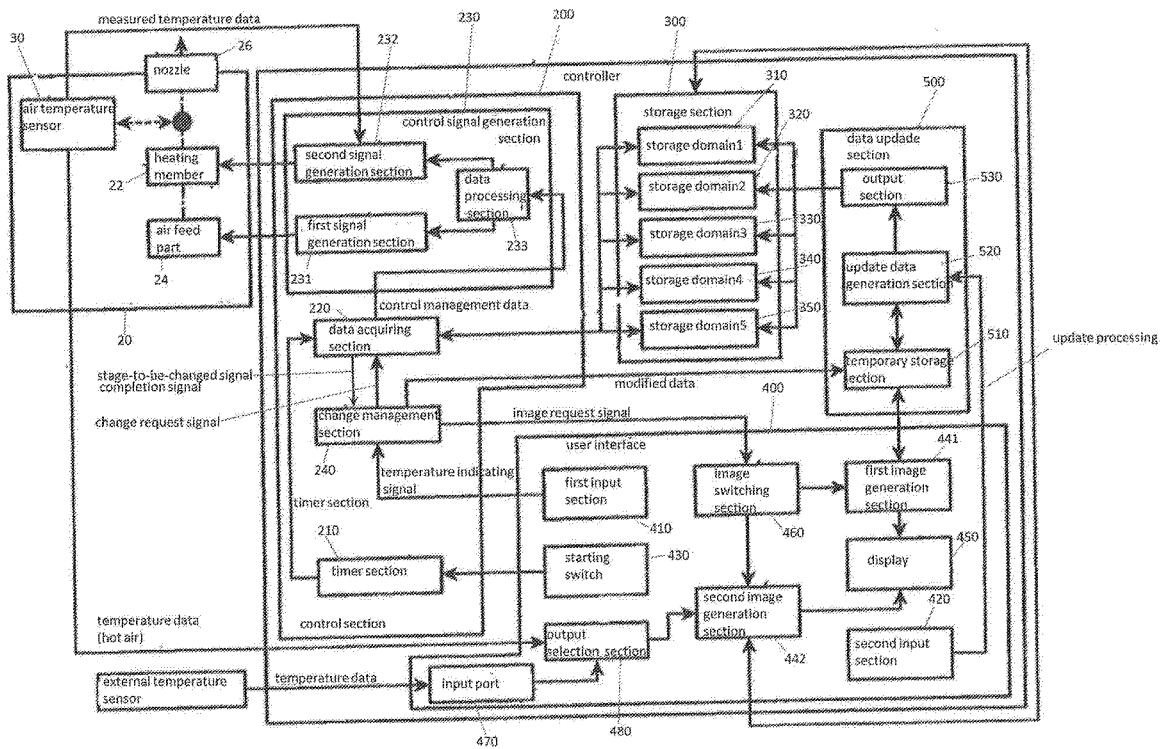 measured temperature data
30
26
232
230
200
300
nozzle
controller
310
500
320
air temperature
sensor
storage section
control signal generation
section
storage domain1
data updade
section
heating
member
22
second signal
generation section
data
processing
section
storage domain2
output
section
530
330
air feed
part
24
first signal
generation section
231
233
storage domain3
520
340
update data
generation section
storage domain4
350
220
control management data
20
data acquiring
section
storage domain5
510
update processing
temporary storage
section
stage-to-be-changed signal
completion signal
modified data
change request signal
400
change management
section
image request signal
user interface
441
240
temperature indicating
signal
first input
section
image
switching
section
first image
generation
section
timer section
410
460
210
430
450
timer section
starting
switch
display
420
second image
generation
section
temperature data
(hot air)
control section
output
selection section
442
second input
section
external temperature
sensor
temperature data
input port
470
480